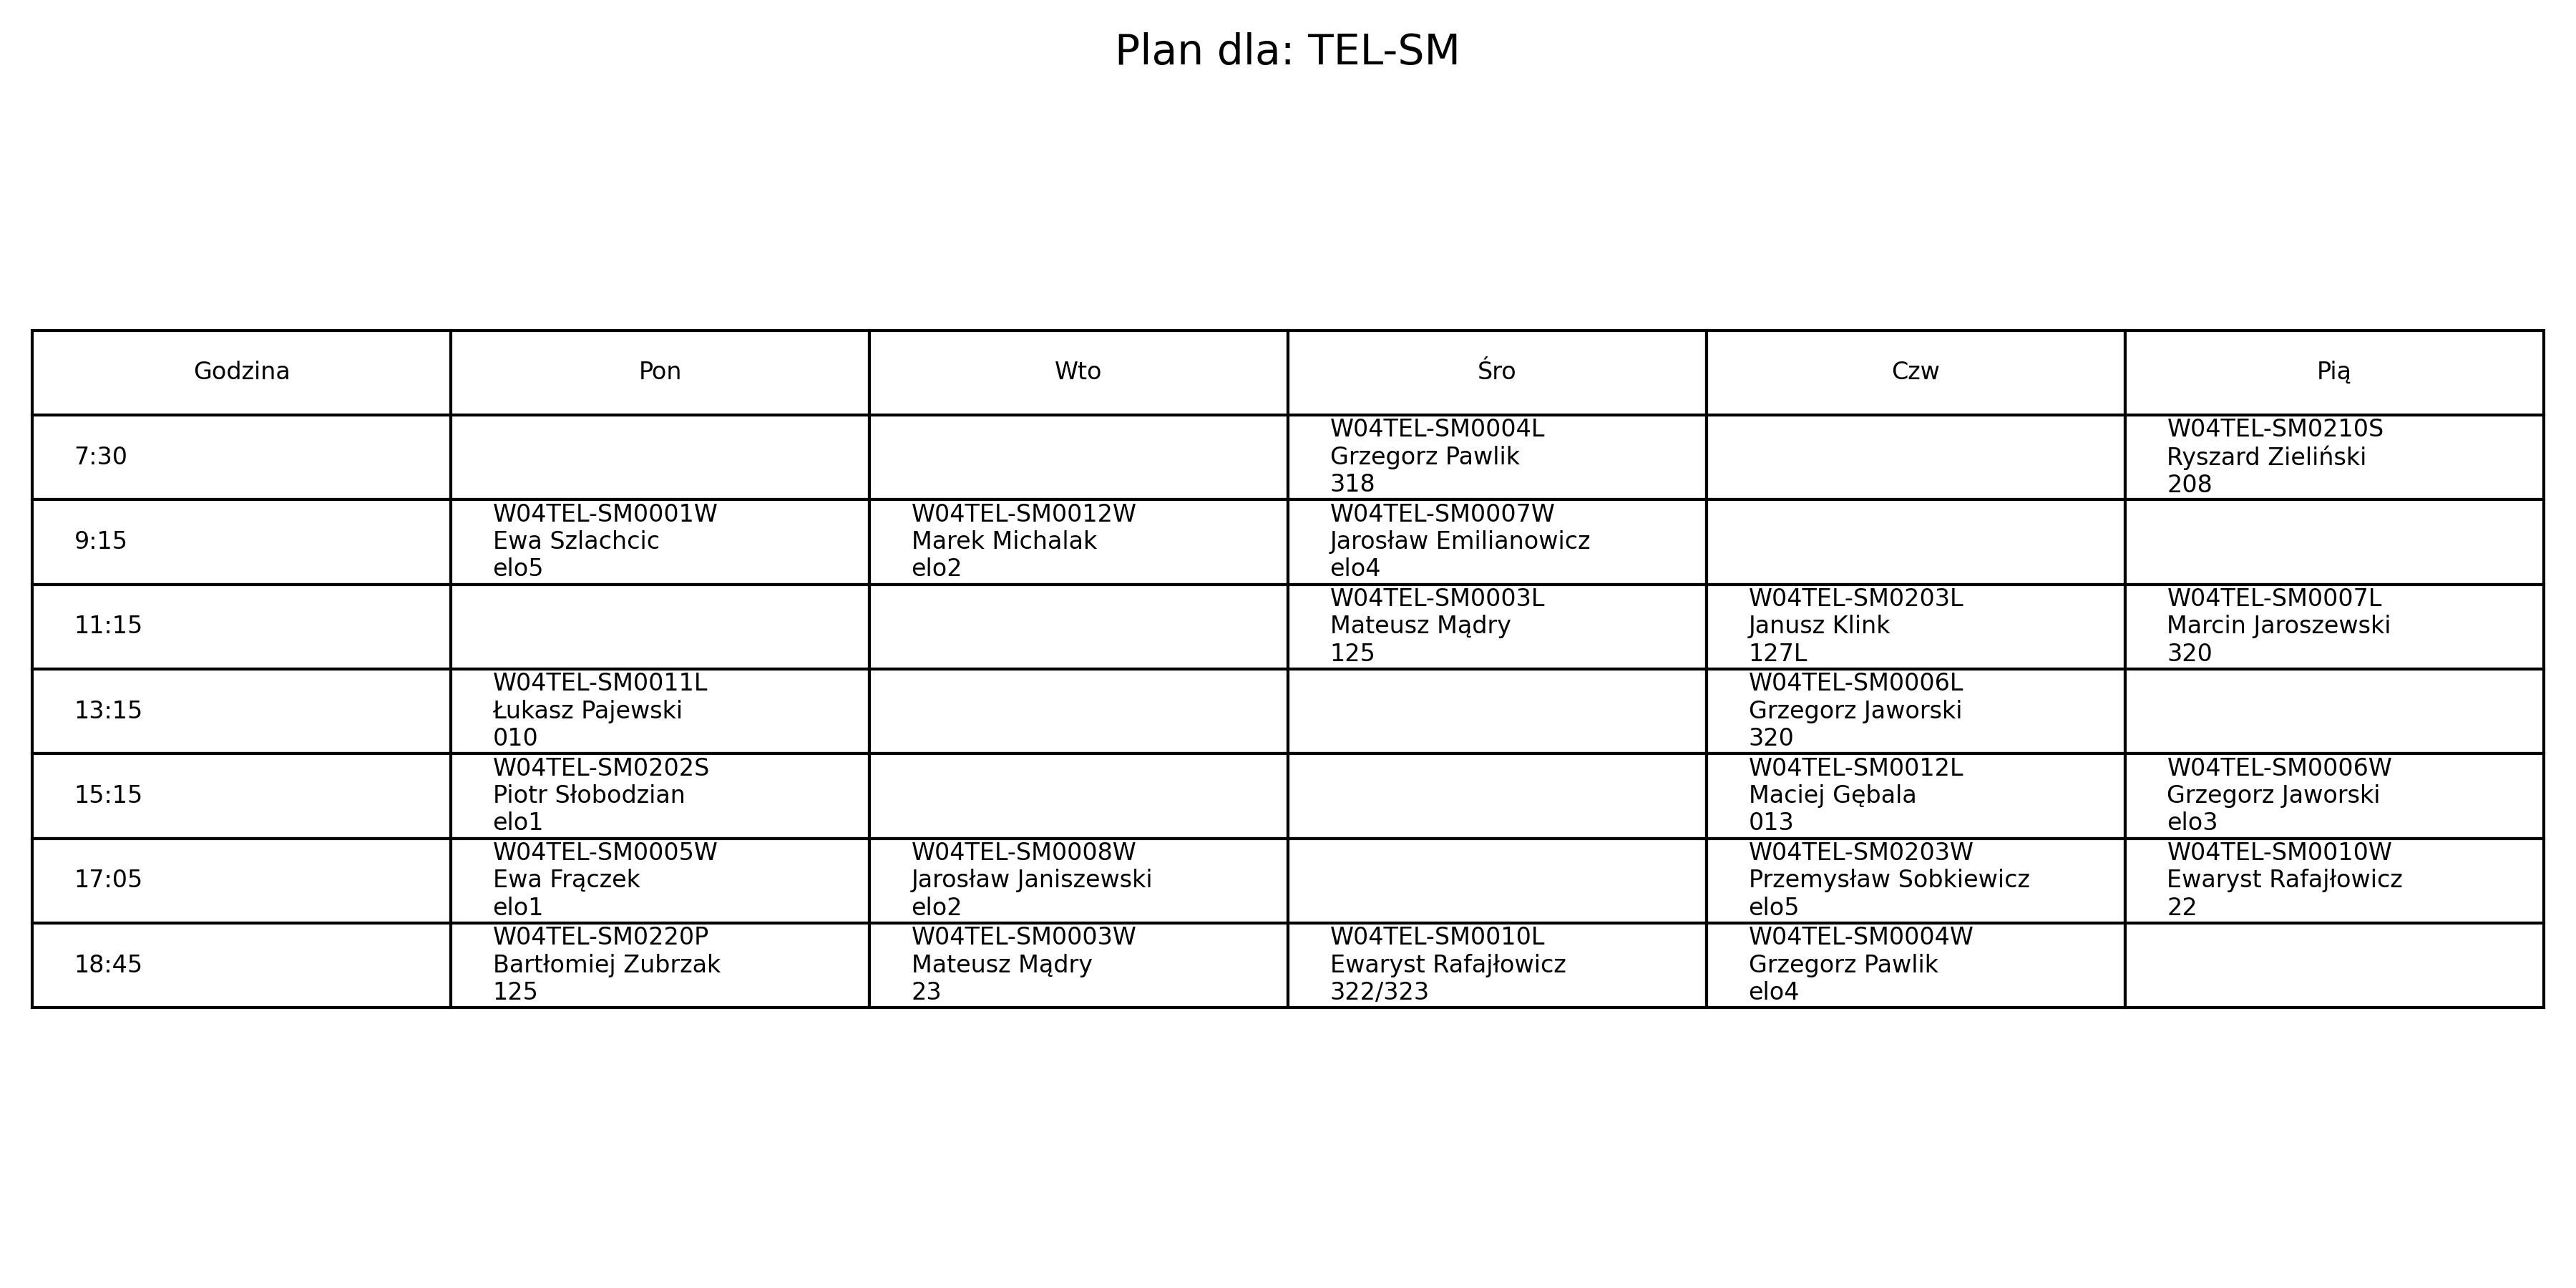 Plan dla: TEL-SM
Godzina
Pon
Wto
Śro
Czw
Pią
7:30
W04TEL-SM0004L
Grzegorz Pawlik
318
W04TEL-SM0210S
Ryszard Zieliński
208
9:15
W04TEL-SM0001W
Ewa Szlachcic
elo5
W04TEL-SM0012W
Marek Michalak
elo2
W04TEL-SM0007W
Jarosław Emilianowicz
elo4
11:15
W04TEL-SM0003L
Mateusz Mądry
125
W04TEL-SM0203L
Janusz Klink
127L
W04TEL-SM0007L
Marcin Jaroszewski
320
13:15
W04TEL-SM0011L
Łukasz Pajewski
010
W04TEL-SM0006L
Grzegorz Jaworski
320
15:15
W04TEL-SM0202S
Piotr Słobodzian
elo1
W04TEL-SM0012L
Maciej Gębala
013
W04TEL-SM0006W
Grzegorz Jaworski
elo3
17:05
W04TEL-SM0005W
Ewa Frączek
elo1
W04TEL-SM0008W
Jarosław Janiszewski
elo2
W04TEL-SM0203W
Przemysław Sobkiewicz
elo5
W04TEL-SM0010W
Ewaryst Rafajłowicz
22
18:45
W04TEL-SM0220P
Bartłomiej Zubrzak
125
W04TEL-SM0003W
Mateusz Mądry
23
W04TEL-SM0010L
Ewaryst Rafajłowicz
322/323
W04TEL-SM0004W
Grzegorz Pawlik
elo4